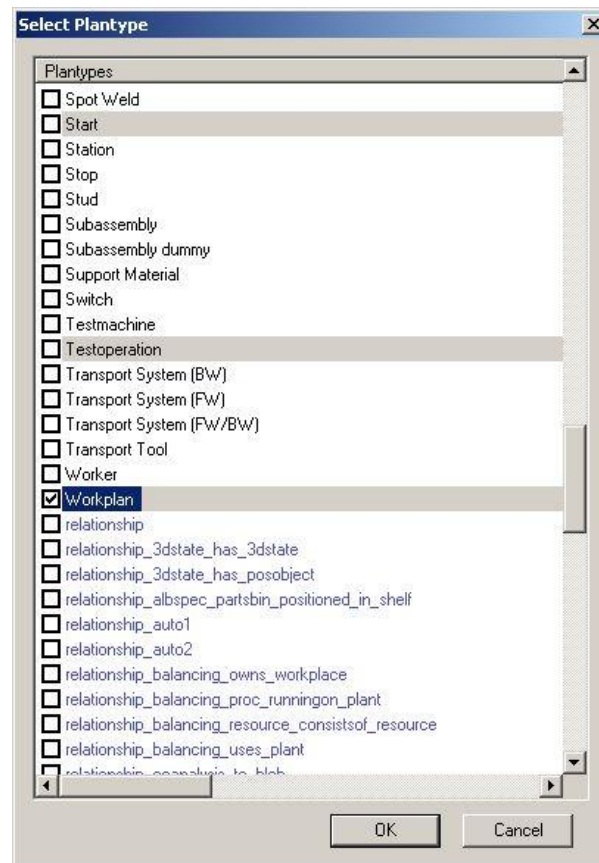 Select Plantype
Plantypes
Spot Weld
Start
Station
Stop
Stud
Subassembly
Subassembly dummy
Support Material
Switch
Testmachine
Testoperation
Transport System (BW)
Transport System (FW)
Transport System (FW/BW)
Transport Tool
Worker
Workplan
relationship
relationship_3dstate_has_3dstate
relationship_3dstate_has_posobject
relationship_albspec_partsbin_positioned_in_shelf
relationship_auto1
relationship_auto2
relationship_balancing_owns_workplace
relationship_balancing_proc_runningon_plant
relationship_balancing_resource_consistsof_resource
relationship_balancing_uses_plant
OK Cancel